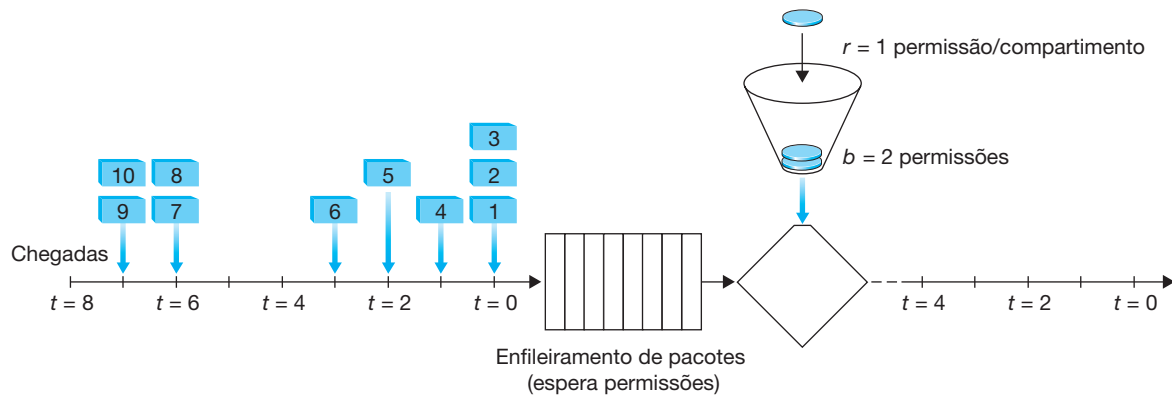 r = 1 permissão/compartimento
b = 2 permissões
3
10 8 5 2
9 7 6 4 1
Chegadas
t = 8 t = 6 t = 4 t = 2 t = 0
t = 4 t = 2 t = 0
Enfileiramento de pacotes
(espera permissões)